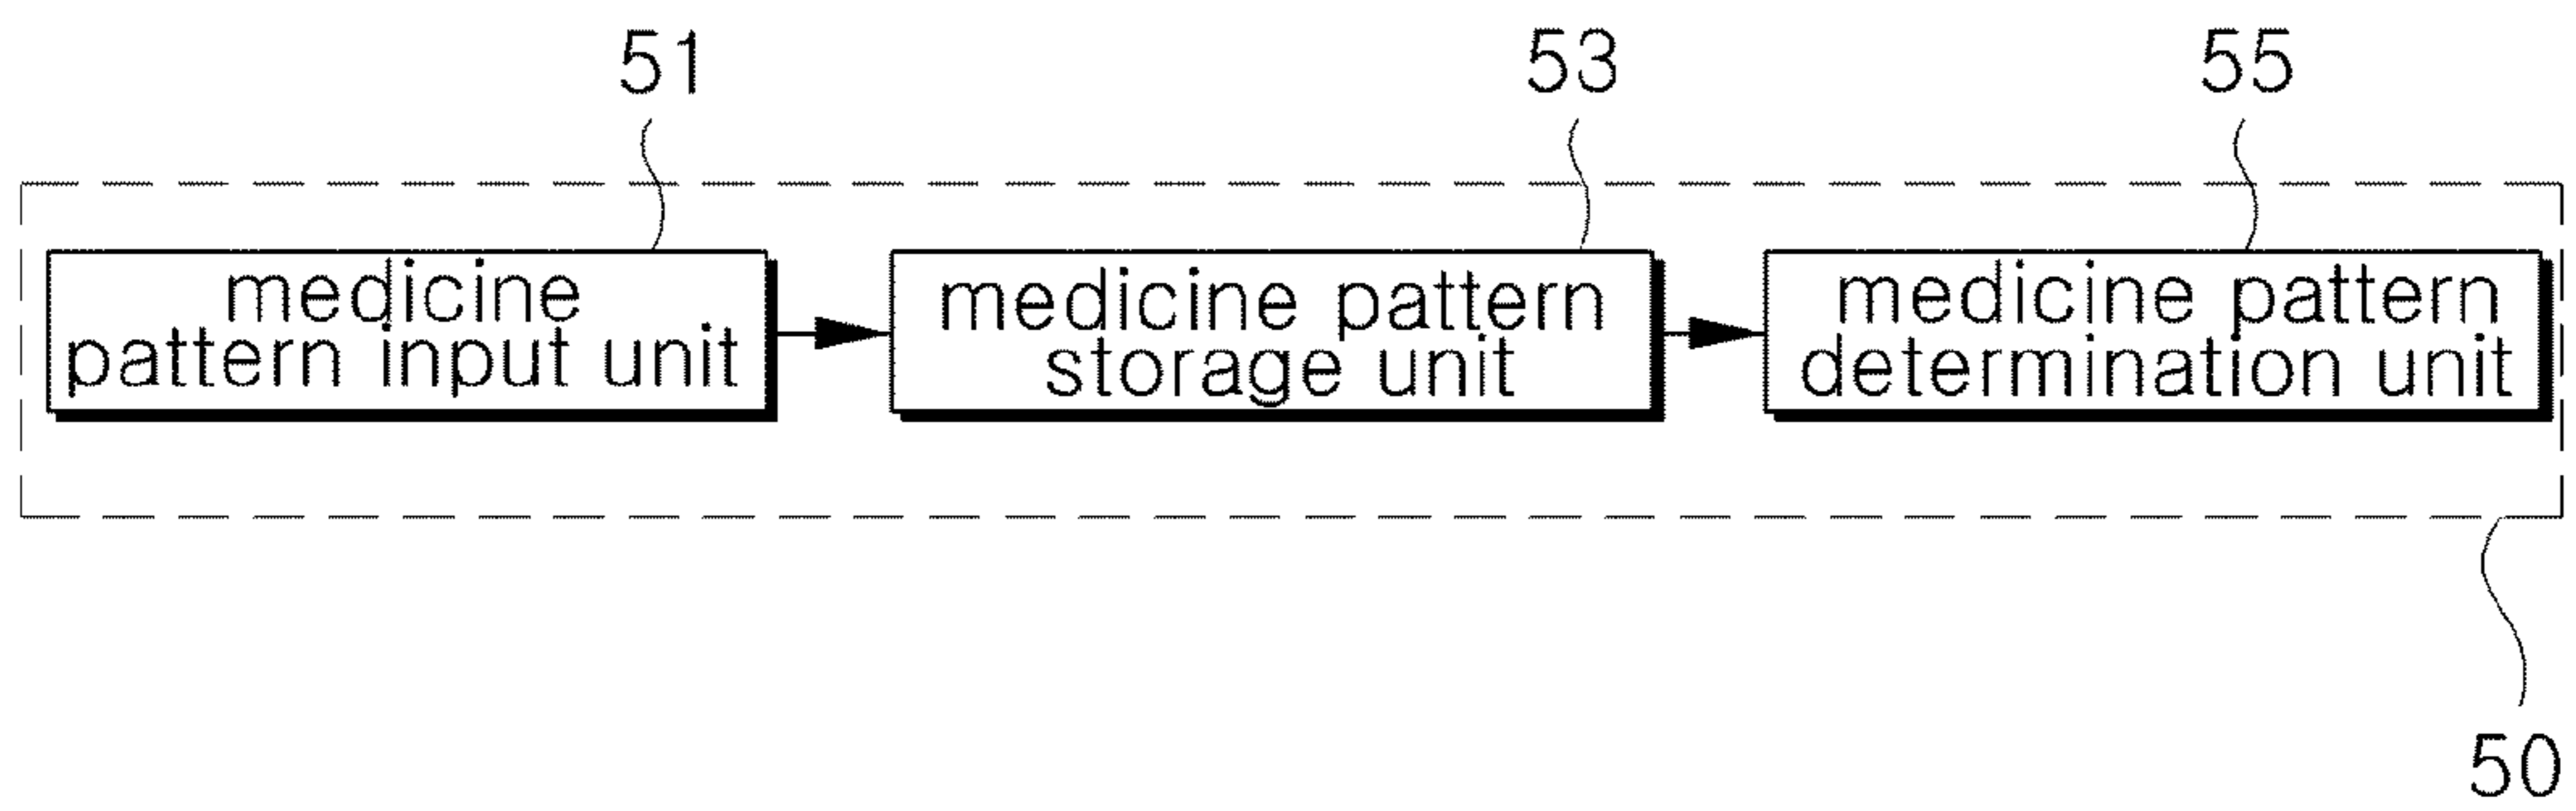 51
53
55
medicine
pattern input unit
medicine pattern
storage unit
medicine pattern
determination unit
50